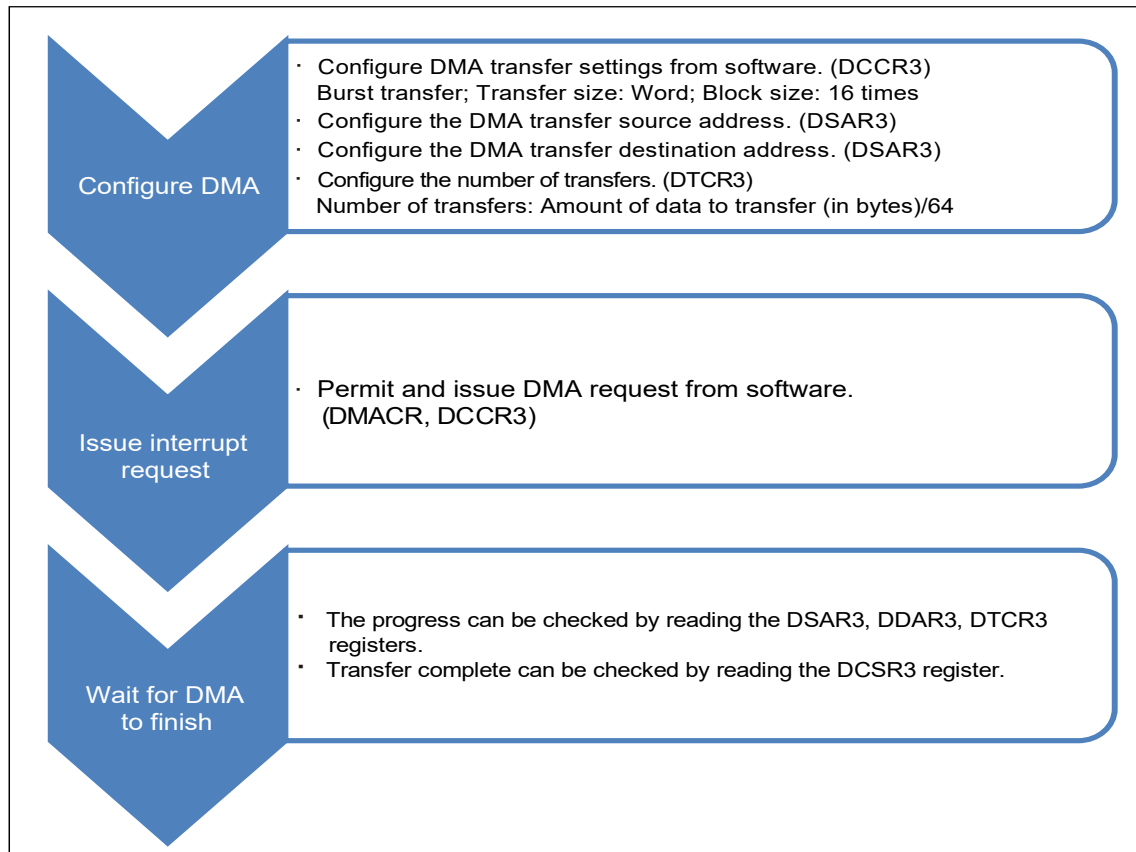 Configure DMA
· Configure DMA transfer settings from software. (DCCR3)
Burst transfer; Transfer size: Word; Block size: 16 times
· Configure the DMA transfer source address. (DSAR3)
· Configure the DMA transfer destination address. (DSAR3)
· Configure the number of transfers. (DTCR3)
Number of transfers: Amount of data to transfer (in bytes)/64
Issue interrupt
request
· Permit and issue DMA request from software.
(DMACR, DCCR3)
Wait for DMA
to finish
· The progress can be checked by reading the DSAR3, DDAR3, DTCR3
registers.
· Transfer complete can be checked by reading the DCSR3 register.